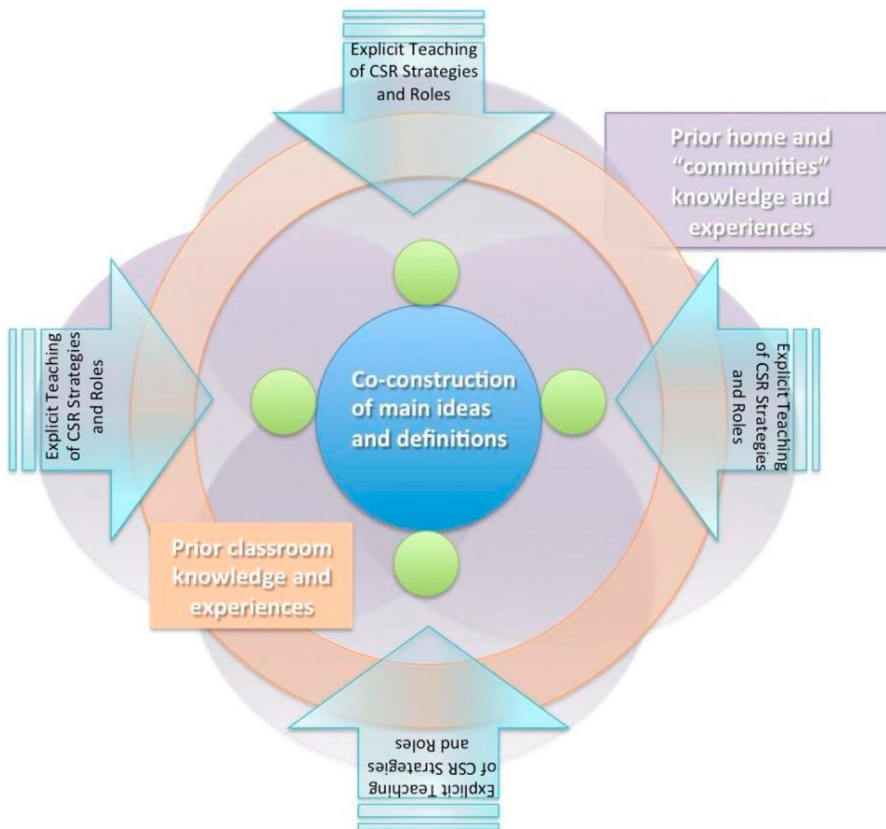 Explicit Teaching
of CSR Strategies
and Roles
Prior home and
“communities”
knowledge and
experiences
Explicit Teaching
of CSR Strategies
and Roles
Co-construction
of main ideas
and definitions
Explicit Teaching
of CSR Strategies
and Roles
Prior classroom
knowledge and
experiences
Explicit Teaching
of CSR Strategies
and Roles